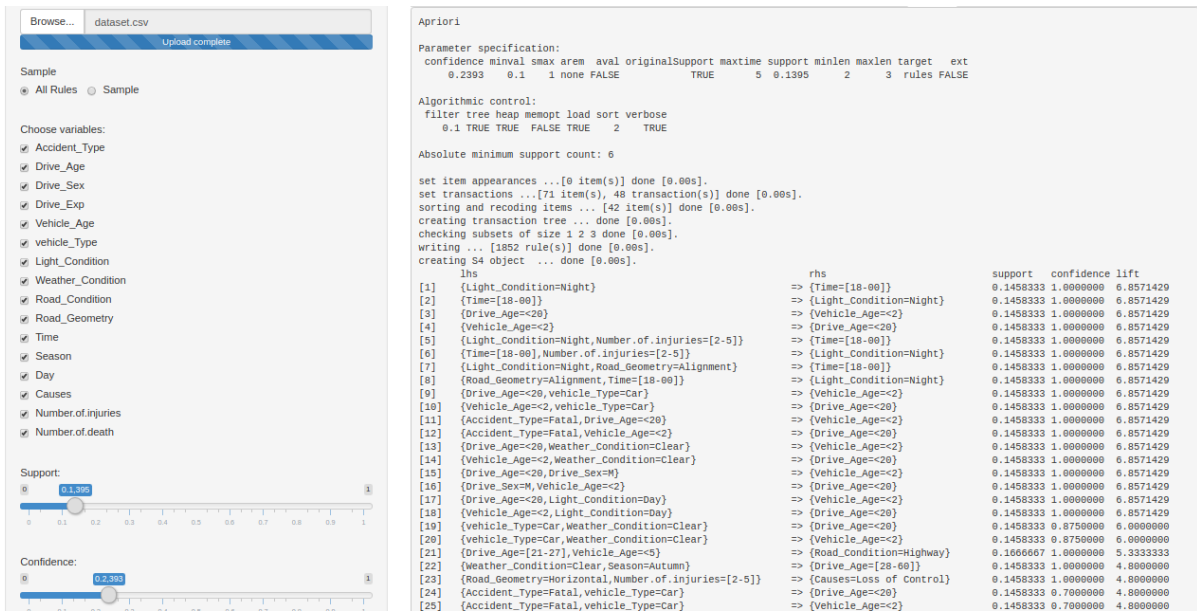 Browse... dataset.csv
Upload complete
Sample
All Rules Sample
Choose variables:
Accident_Type
Drive_Age
Drive_Sex
Drive_Exp
Vehicle_Age
vehicle_Type
Light_Condition
Weather_Condition
Road_Condition
Road_Geometry
Time
Season
Day
Causes
Number.of.injuries
Number.of.death
Support:
0 0.1,395 1
0 0.1 0.2 0.3 0.4 0.5 0.6 0.7 0.8 0.9 1
Confidence:
0 0.2,393 1
Apriori
Parameter specification:
confidence minval smax arem aval originalSupport maxtime support minlen maxlen target ext
0.2393 0.1 1 none FALSE TRUE 5 0.1395 2 3 rules FALSE
Algorithmic control:
filter tree heap memopt load sort verbose
0.1 TRUE TRUE FALSE TRUE 2 TRUE
Absolute minimum support count: 6
set item appearances ...[0 item(s)] done [0.00s].
set transactions ...[71 item(s), 48 transaction(s)] done [0.00s].
sorting and recoding items ... [42 item(s)] done [0.00s].
creating transaction tree ... done [0.00s].
checking subsets of size 1 2 3 done [0.00s].
writing ... [1852 rule(s)] done [0.00s].
creating S4 object ... done [0.00s].
lhs rhs support confidence lift
[1] {Light_Condition=Night} => {Time=[18-00]} 0.1458333 1.0000000 6.8571429
[2] {Time=[18-00]} => {Light_Condition=Night} 0.1458333 1.0000000 6.8571429
[3] {Drive_Age=<20} => {Vehicle_Age=<2} 0.1458333 1.0000000 6.8571429
[4] {Vehicle_Age=<2} => {Drive_Age=<20} 0.1458333 1.0000000 6.8571429
[5] {Light_Condition=Night,Number.of.injuries=[2-5]} => {Time=[18-00]} 0.1458333 1.0000000 6.8571429
[6] {Time=[18-00],Number.of.injuries=[2-5]} => {Light_Condition=Night} 0.1458333 1.0000000 6.8571429
[7] {Light_Condition=Night,Road_Geometry=Alignment} => {Time=[18-00]} 0.1458333 1.0000000 6.8571429
[8] {Road_Geometry=Alignment,Time=[18-00]} => {Light_Condition=Night} 0.1458333 1.0000000 6.8571429
[9] {Drive_Age=<20,vehicle_Type=Car} => {Vehicle_Age=<2} 0.1458333 1.0000000 6.8571429
[10] {Vehicle_Age=<2,vehicle_Type=Car} => {Drive_Age=<20} 0.1458333 1.0000000 6.8571429
[11] {Accident_Type=Fatal,Drive_Age=<20} => {Vehicle_Age=<2} 0.1458333 1.0000000 6.8571429
[12] {Accident_Type=Fatal,Vehicle_Age=<2} => {Drive_Age=<20} 0.1458333 1.0000000 6.8571429
[13] {Drive_Age=<20,Weather_Condition=Clear} => {Vehicle_Age=<2} 0.1458333 1.0000000 6.8571429
[14] {Vehicle_Age=<2,Weather_Condition=Clear} => {Drive_Age=<20} 0.1458333 1.0000000 6.8571429
[15] {Drive_Age=<20,Drive_Sex=M} => {Vehicle_Age=<2} 0.1458333 1.0000000 6.8571429
[16] {Drive_Sex=M,Vehicle_Age=<2} => {Drive_Age=<20} 0.1458333 1.0000000 6.8571429
[17] {Drive_Age=<20,Light_Condition=Day} => {Vehicle_Age=<2} 0.1458333 1.0000000 6.8571429
[18] {Vehicle_Age=<2,Light_Condition=Day} => {Drive_Age=<20} 0.1458333 1.0000000 6.8571429
[19] {vehicle_Type=Car,Weather_Condition=Clear} => {Drive_Age=<20} 0.1458333 0.8750000 6.0000000
[20] {vehicle_Type=Car,Weather_Condition=Clear} => {Vehicle_Age=<2} 0.1458333 0.8750000 6.0000000
[21] {Drive_Age=[21-27],Vehicle_Age=<5} => {Road_Condition=Highway} 0.1666667 1.0000000 5.3333333
[22] {Weather_Condition=Clear,Season=Autumn} => {Drive_Age=[28-60]} 0.1458333 1.0000000 4.8000000
[23] {Road_Geometry=Horizontal,Number.of.injuries=[2-5]} => {Causes=Loss of Control} 0.1458333 1.0000000 4.8000000
[24] {Accident_Type=Fatal,vehicle_Type=Car} => {Drive_Age=<20} 0.1458333 0.7000000 4.8000000
[25] {Accident_Type=Fatal,vehicle_Type=Car} => {Vehicle_Age=<2} 0.1458333 0.7000000 4.8000000